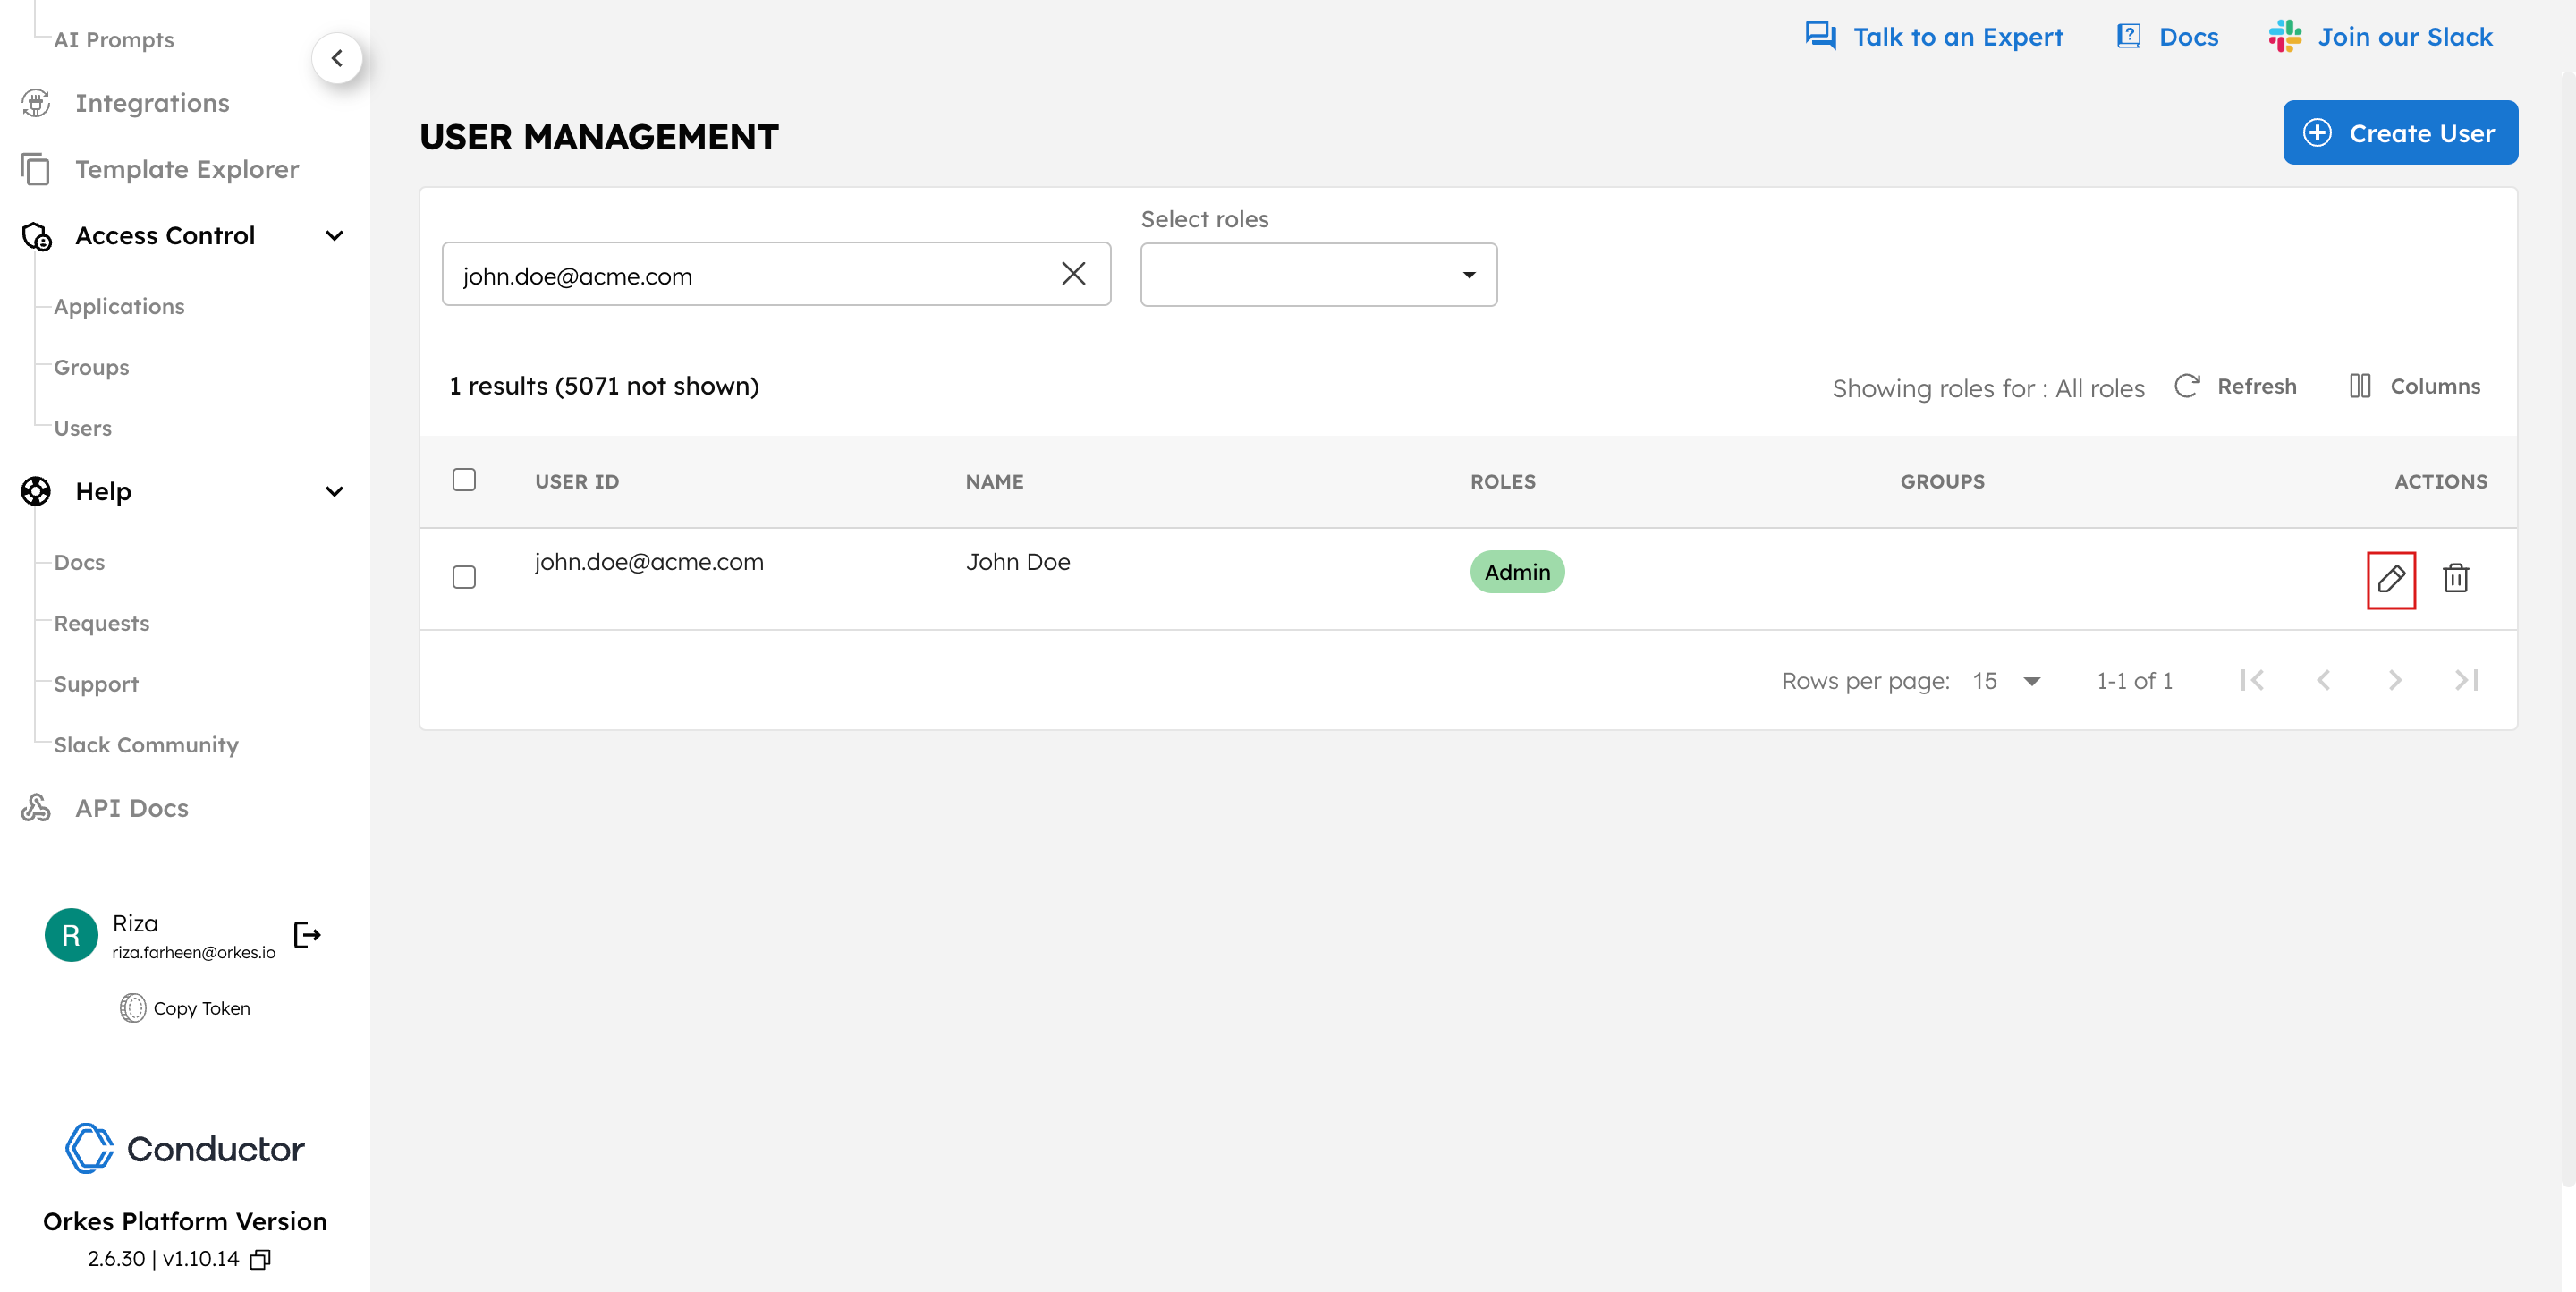 AI Prompts
Integrations
Template Explorer
Access Control
Applications
Groups
Users
Help
Docs
Requests
Support
Slack Community
API Docs
R
Riza
riza.farheen@orkes.io
Copy Token
Conductor
Orkes Platform Version
2.6.30 | v1.10.14
Talk to an Expert
Docs
Join our Slack
USER MANAGEMENT
Create User
Select roles
john.doe@acme.com
1 results (5071 not shown)
Showing roles for : All roles
Refresh
Columns
USER ID NAME ROLES GROUPS ACTIONS
john.doe@acme.com John Doe Admin
Rows per page: 15 1-1 of 1